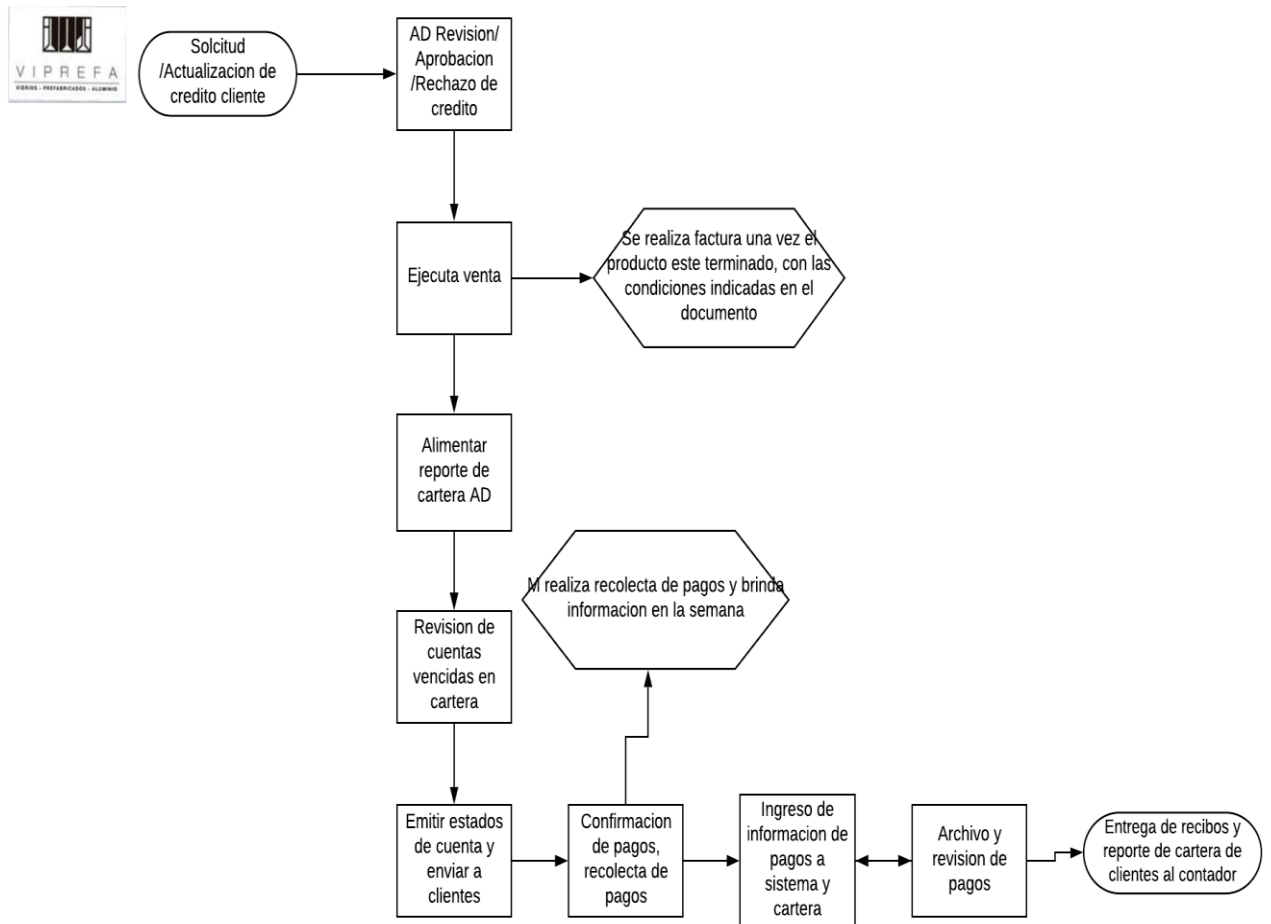 VIPREFA
VIDRIOS - PREFABRICADOS - ALUMINIO
Solcitud
/Actualizacion de
credito cliente
AD Revision/
Aprobacion
/Rechazo de
credito
Ejecuta venta
Se realiza factura una vez el
producto este terminado, con las
condiciones indicadas en el
documento
Alimentar
reporte de
cartera AD
M realiza recolecta de pagos y brinda
informacion en la semana
Revision de
cuentas
vencidas en
cartera
Emitir estados
de cuenta y
enviar a
clientes
Confirmacion
de pagos,
recolecta de
pagos
Ingreso de
informacion de
pagos a
sistema y
cartera
Archivo y
revision de
pagos
Entrega de recibos y
reporte de cartera de
clientes al contador